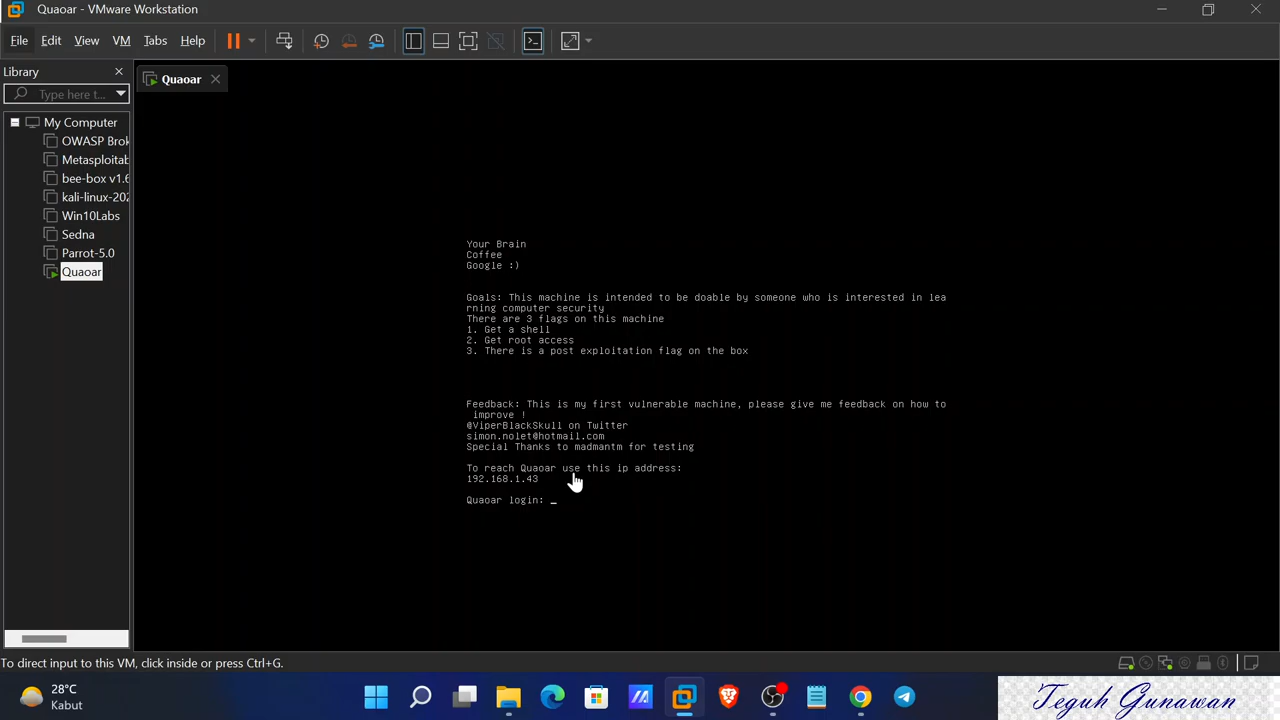 Quaoar - VMware Workstation
File Edit View VM Tabs Help
Library
Type here t...
Quaoar
My Computer
OWASP Brok
Metasploitab
bee-box v1.6
kali-linux-202
Win10Labs
Sedna
Parrot-5.0
Quaoar
Your Brain
Coffee
Google :)
Goals: This machine is intended to be doable by someone who is interested in lea
rning computer security
There are 3 flags on this machine
1. Get a shell
2. Get root access
3. There is a post exploitation flag on the box
Feedback: This is my first vulnerable machine, please give me feedback on how to
improve !
@ViperBlackSkull on Twitter
simon.nolet@hotmail.com
Special Thanks to madmantm for testing
To reach Quaoar use this ip address:
192.168.1.43
Quaoar login: _
To direct input to this VM, click inside or press Ctrl+G.
28°C
Kabut
Teguh Gunawan